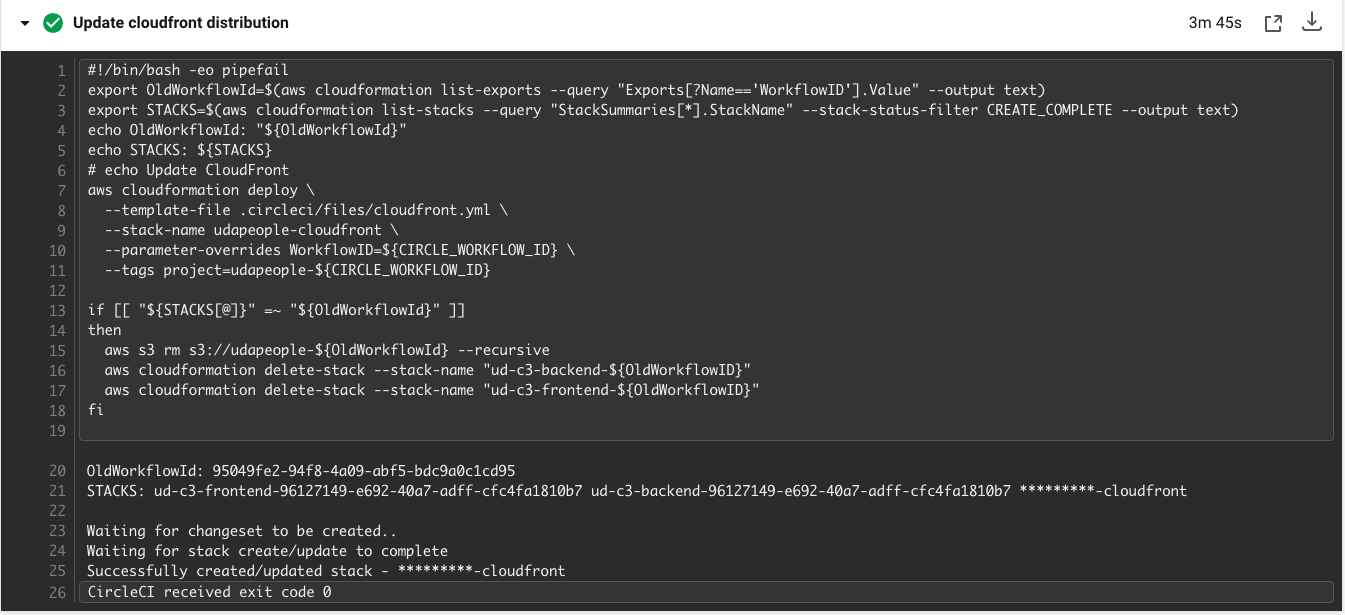 Update cloudfront distribution 3m 45s
1 #!/bin/bash -eo pipefail
2 export OldWorkflowId=$(aws cloudformation list-exports --query "Exports[?Name=='WorkflowID'].Value" --output text)
3 export STACKS=$(aws cloudformation list-stacks --query "StackSummaries[*].StackName" --stack-status-filter CREATE_COMPLETE --output text)
4 echo OldWorkflowId: "${OldWorkflowId}"
5 echo STACKS: ${STACKS}
6 # echo Update CloudFront
7 aws cloudformation deploy \
8   --template-file .circleci/files/cloudfront.yml \
9   --stack-name udapeople-cloudfront \
10   --parameter-overrides WorkflowID=${CIRCLE_WORKFLOW_ID} \
11   --tags project=udapeople-${CIRCLE_WORKFLOW_ID}
12
13 if [[ "${STACKS[@]}" =~ "${OldWorkflowId}" ]]
14 then
15   aws s3 rm s3://udapeople-${OldWorkflowId} --recursive
16   aws cloudformation delete-stack --stack-name "ud-c3-backend-${OldWorkflowID}"
17   aws cloudformation delete-stack --stack-name "ud-c3-frontend-${OldWorkflowID}"
18 fi
19
20 OldWorkflowId: 95049fe2-94f8-4a09-abf5-bdc9a0c1cd95
21 STACKS: ud-c3-frontend-96127149-e692-40a7-adff-cfc4fa1810b7 ud-c3-backend-96127149-e692-40a7-adff-cfc4fa1810b7 *********-cloudfront
22
23 Waiting for changeset to be created..
24 Waiting for stack create/update to complete
25 Successfully created/updated stack - *********-cloudfront
26 CircleCI received exit code 0